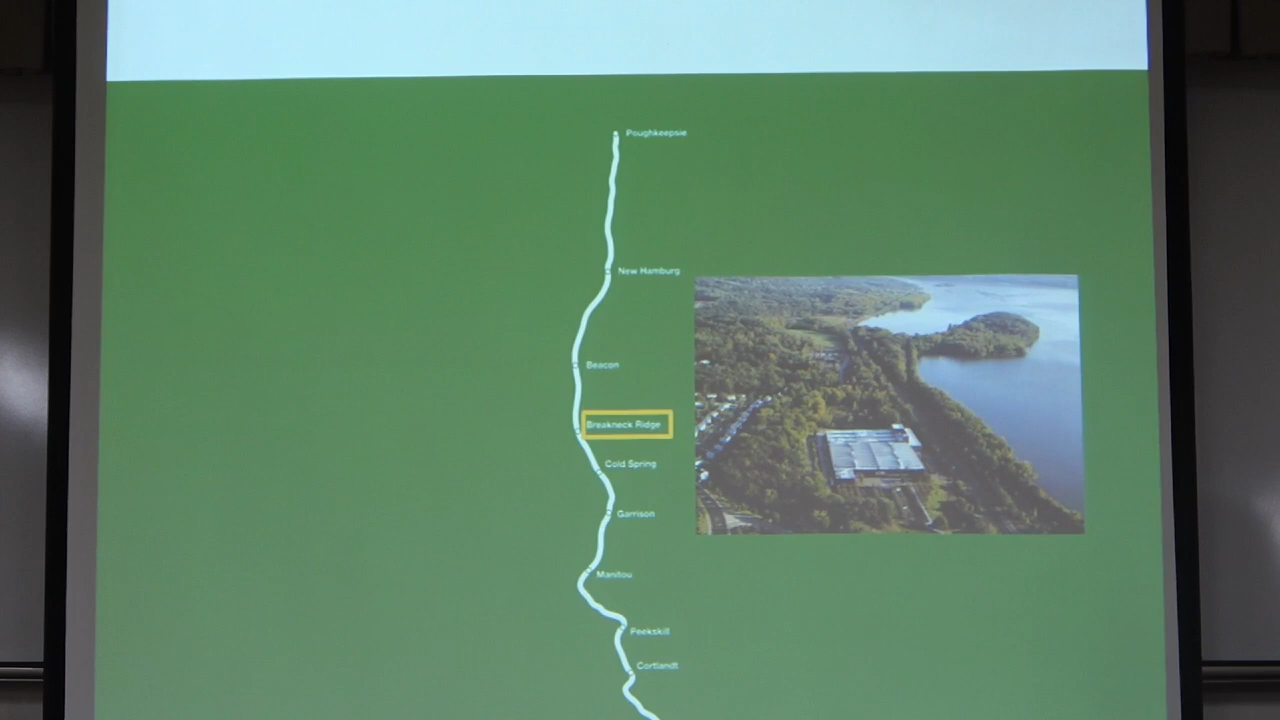 Poughkeepsie
New Hamburg
Beacon
Breakneck Ridge
Cold Spring
Garrison
Manitou
Peekskill
Cortlandt